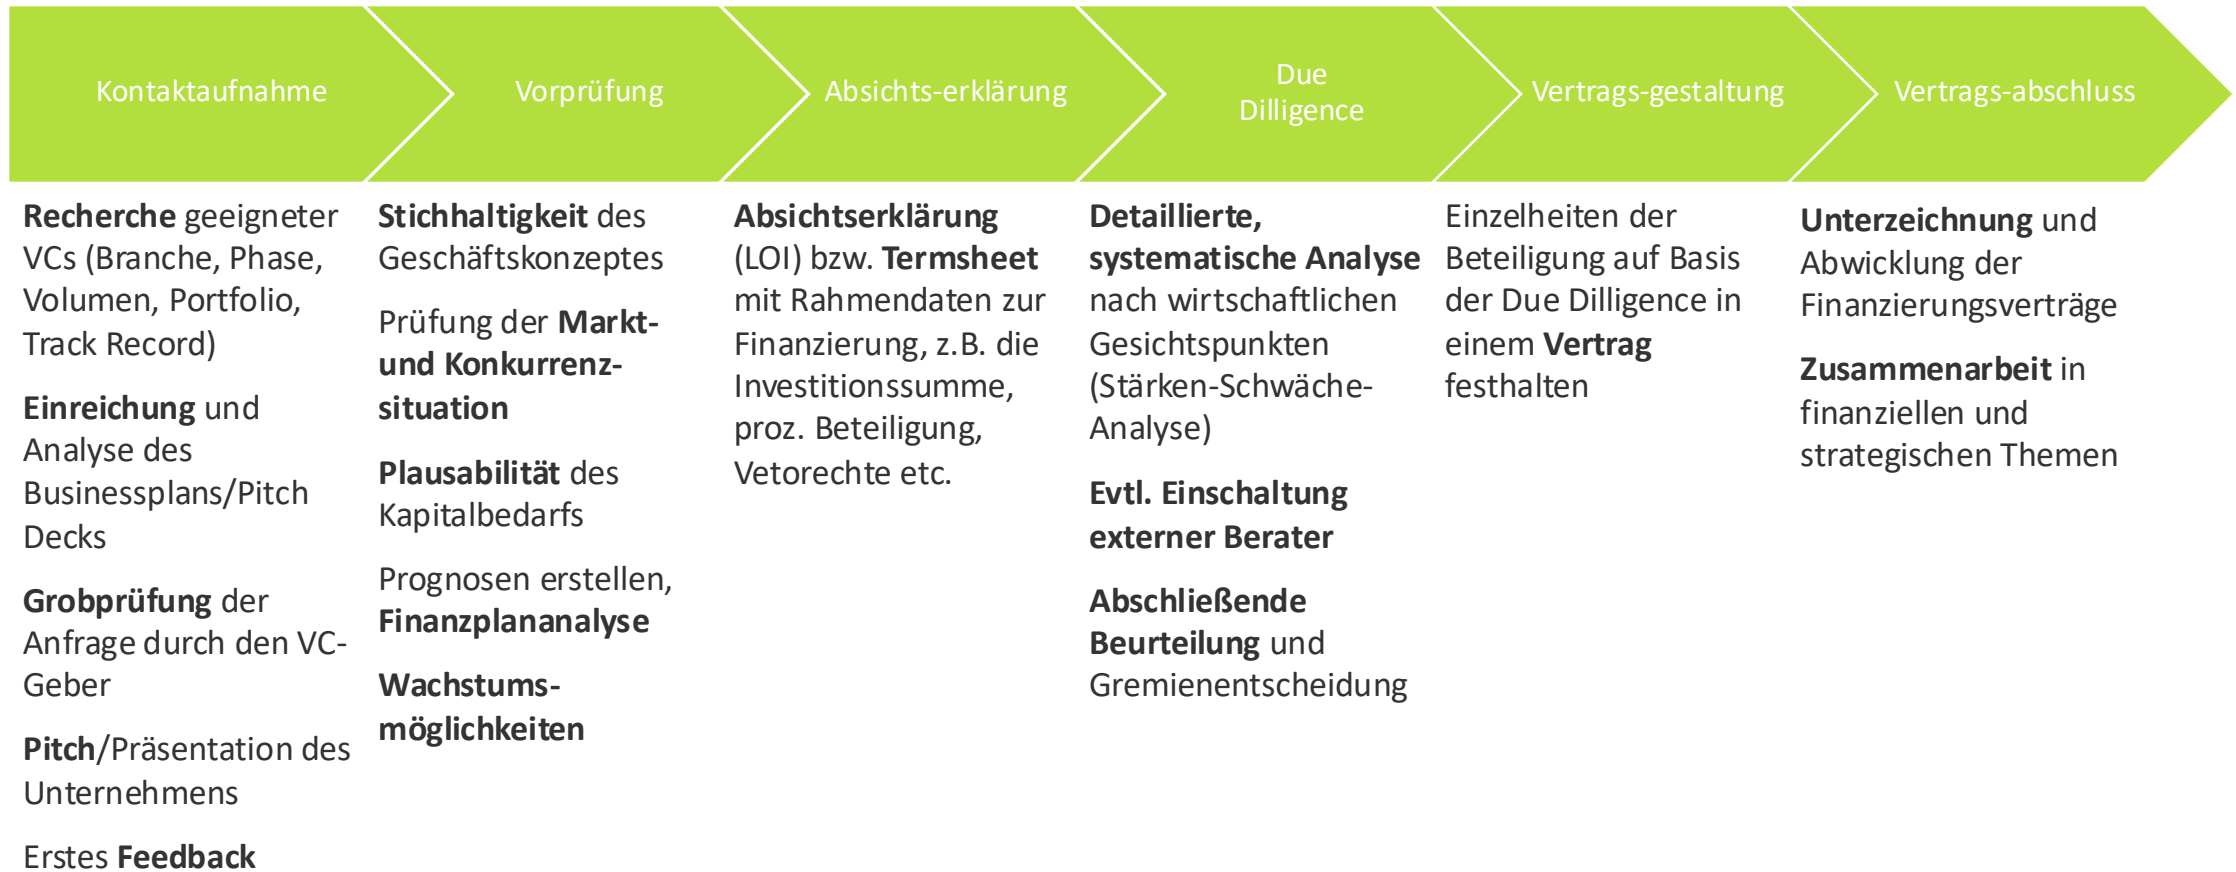 Kontaktaufnahme
Vorprüfung
Absichts-erklärung
Due
Dilligence
Vertrags-gestaltung
Vertrags-abschluss
Recherche geeigneter
VCs (Branche, Phase,
Volumen, Portfolio,
Track Record)
Einreichung und
Analyse des
Businessplans/Pitch
Decks
Grobprüfung der
Anfrage durch den VC-
Geber
Pitch/Präsentation des
Unternehmens
Erstes Feedback
Stichhaltigkeit des
Geschäftskonzeptes
Prüfung der Markt-
und Konkurrenz-
situation
Plausabilität des
Kapitalbedarfs
Prognosen erstellen,
Finanzplananalyse
Wachstums-
möglichkeiten
Absichtserklärung
(LOI) bzw. Termsheet
mit Rahmendaten zur
Finanzierung, z.B. die
Investitionssumme,
proz. Beteiligung,
Vetorechte etc.
Detaillierte,
systematische Analyse
nach wirtschaftlichen
Gesichtspunkten
(Stärken-Schwäche-
Analyse)
Evtl. Einschaltung
externer Berater
Abschließende
Beurteilung und
Gremienentscheidung
Einzelheiten der
Beteiligung auf Basis
der Due Dilligence in
einem Vertrag
festhalten
Unterzeichnung und
Abwicklung der
Finanzierungsverträge
Zusammenarbeit in
finanziellen und
strategischen Themen